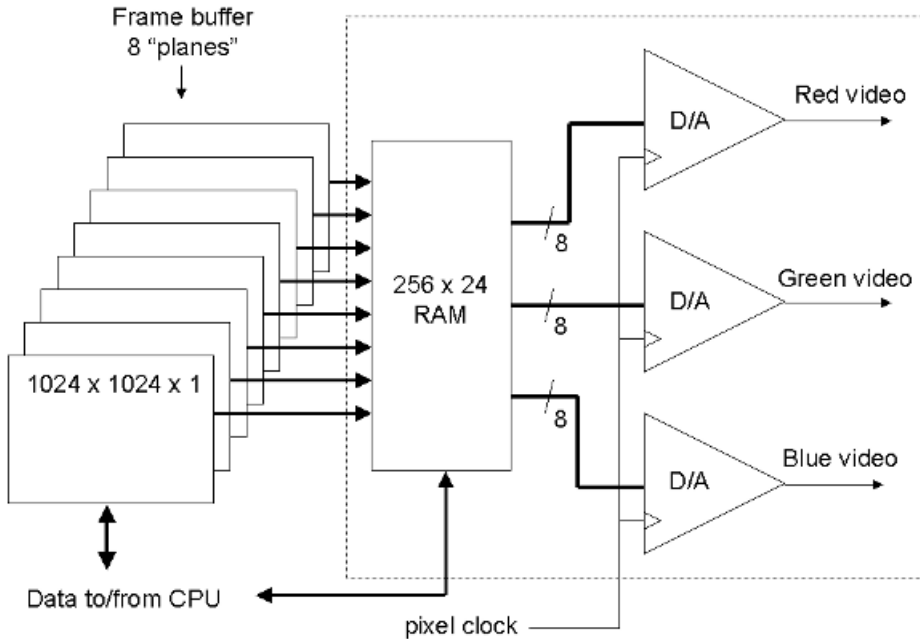 Frame buffer
8 “planes”
1024 x 1024 x 1
Data to/from CPU
256 x 24
RAM
8
8
8
D/A
Red video
D/A
Green video
D/A
Blue video
pixel clock